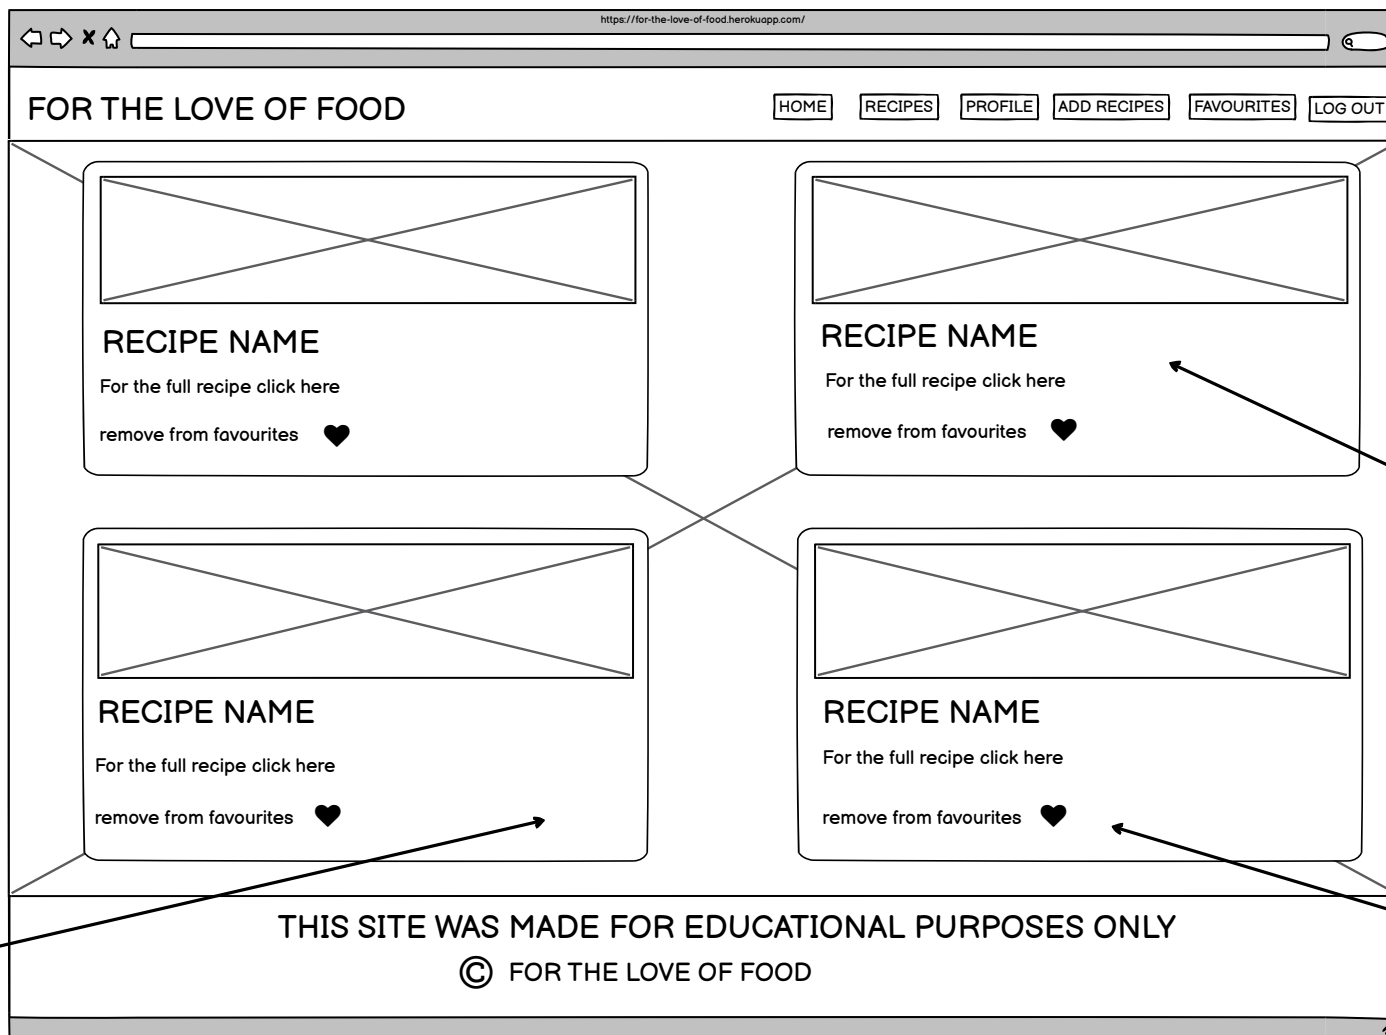 https://for-the-love-of-food.herokuapp.com/
FOR THE LOVE OF FOOD
HOME
RECIPES
PROFILE
ADD RECIPES
FAVOURITES
LOG OUT
RECIPE NAME
For the full recipe click here
remove from favourites
RECIPE NAME
For the full recipe click here
remove from favourites
RECIPE NAME
For the full recipe click here
remove from favourites
RECIPE NAME
For the full recipe click here
remove from favourites
THIS SITE WAS MADE FOR EDUCATIONAL PURPOSES ONLY
© FOR THE LOVE OF FOOD